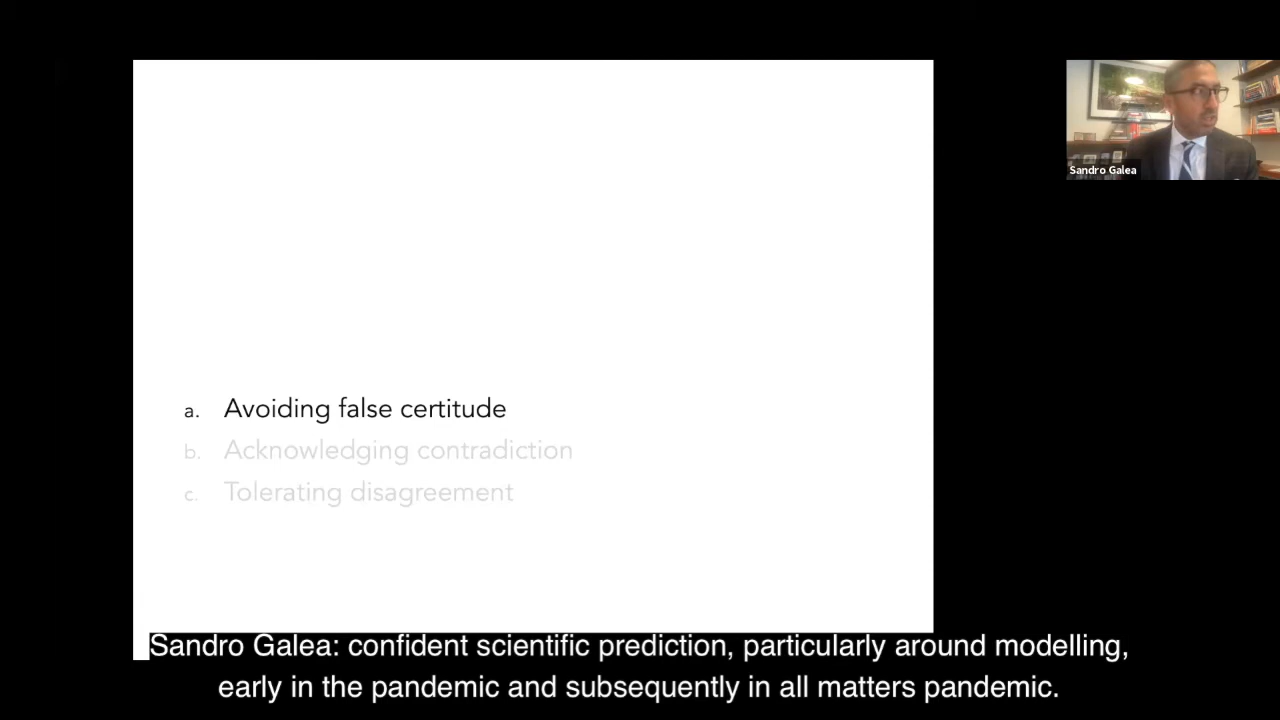 Sandro Galea
a. Avoiding false certitude
b. Acknowledging contradiction
c. Tolerating disagreement
Sandro Galea: confident scientific prediction, particularly around modelling,
early in the pandemic and subsequently in all matters pandemic.